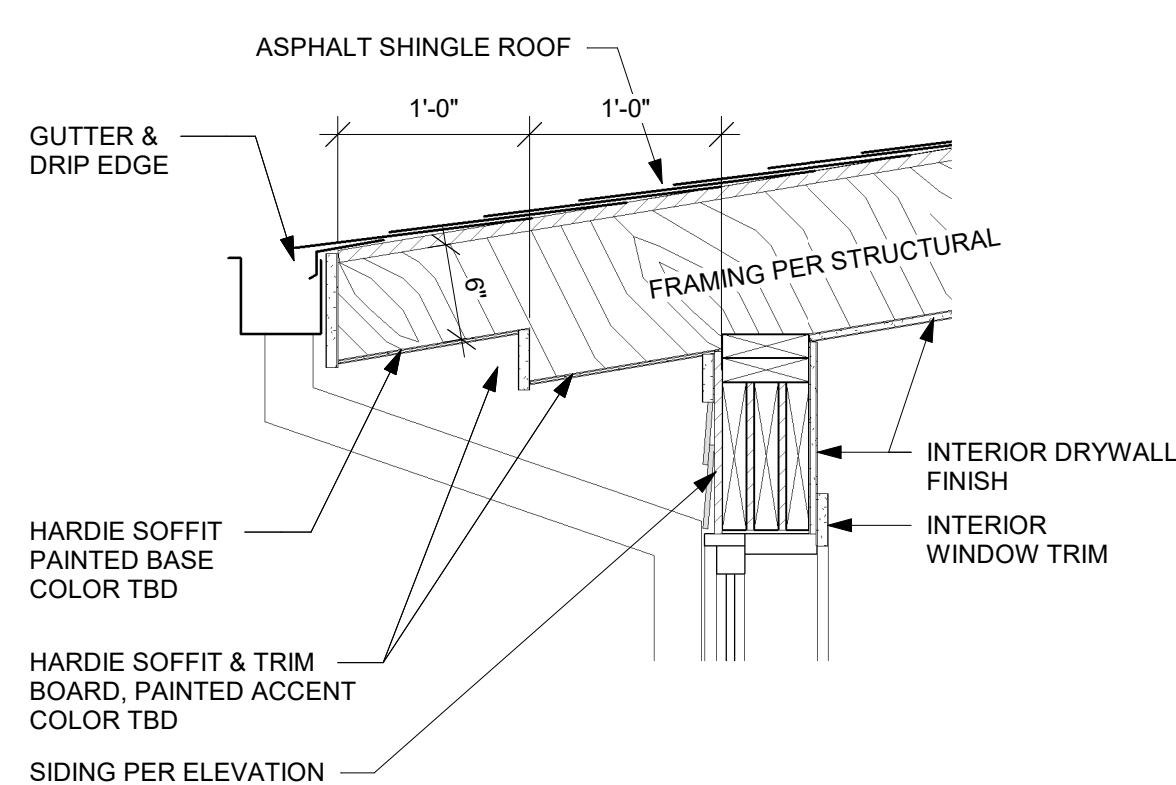 ASPHALT SHINGLE ROOF
1'-0"
1'-0"
GUTTER &
DRIP EDGE
6"
FRAMING PER STRUCTURAL
INTERIOR DRYWALL
FINISH
INTERIOR
WINDOW TRIM
HARDIE SOFFIT
PAINTED BASE
COLOR TBD
HARDIE SOFFIT & TRIM
BOARD, PAINTED ACCENT
COLOR TBD
SIDING PER ELEVATION